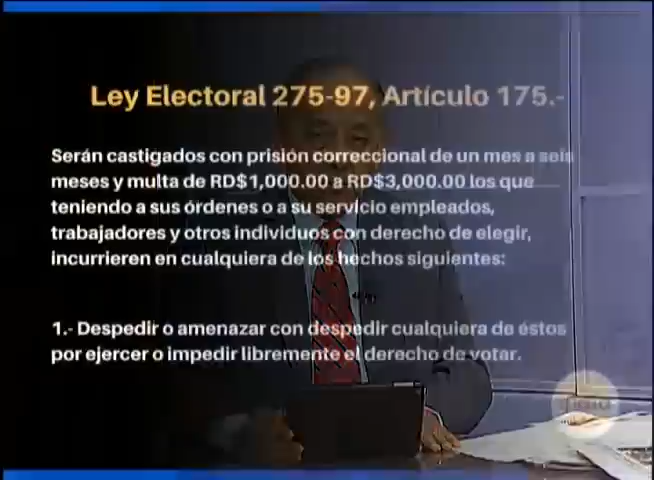 Ley Electoral 275-97, Artículo 175.-
Serán castigados con prisión correccional de un mes a seis
meses y multa de RD$1,000.00 a RD$3,000.00 los que
teniendo a sus órdenes o a su servicio empleados,
trabajadores y otros individuos con derecho de elegir,
incurrieren en cualquiera de los hechos siguientes:
1.- Despedir o amenazar con despedir cualquiera de éstos
por ejercer o impedir libremente el derecho de votar.